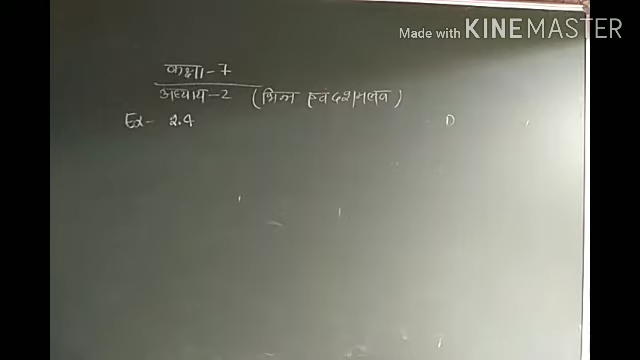 Made with KINEMASTER
कक्षा-7
अध्याय-2 (भिन्न एवं दशमलव)
Ex- 2.4
D